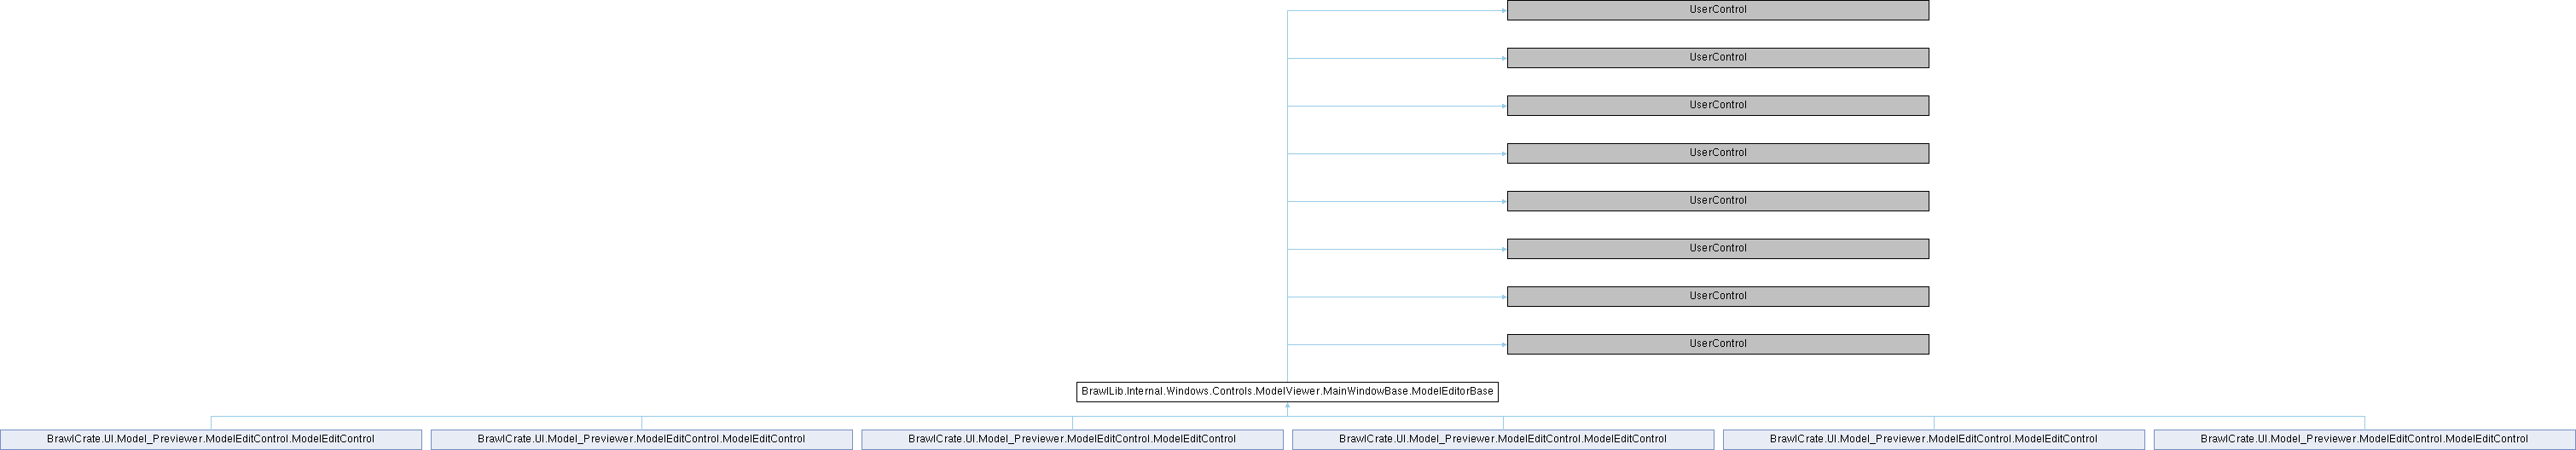 UserControl
UserControl
UserControl
UserControl
UserControl
UserControl
UserControl
UserControl
BrawlLib.Internal.Windows.Controls.ModelViewer.MainWindowBase.ModelEditorBase
BrawlCrate.UI.Model_Previewer.ModelEditControl.ModelEditControl
BrawlCrate.UI.Model_Previewer.ModelEditControl.ModelEditControl
BrawlCrate.UI.Model_Previewer.ModelEditControl.ModelEditControl
BrawlCrate.UI.Model_Previewer.ModelEditControl.ModelEditControl
BrawlCrate.UI.Model_Previewer.ModelEditControl.ModelEditControl
BrawlCrate.UI.Model_Previewer.ModelEditControl.ModelEditControl